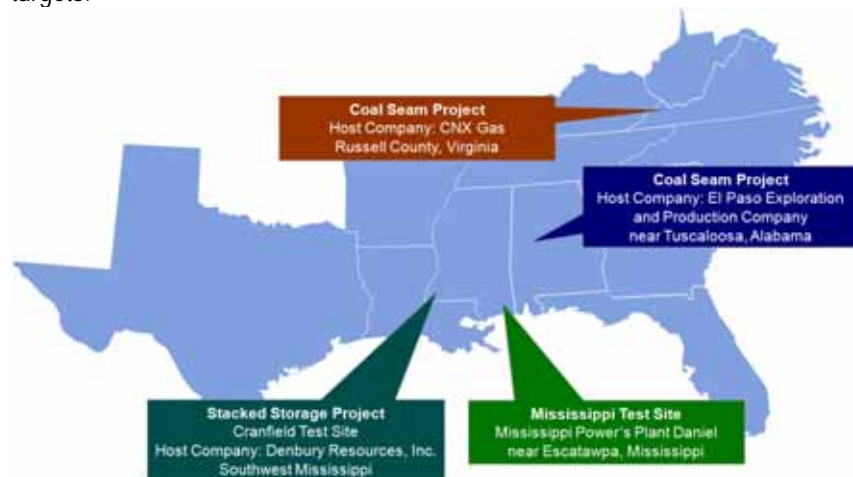 targets.
Coal Seam Project
Host Company: CNX Gas
Russell County, Virginia
Coal Seam Project
Host Company: El Paso Exploration
and Production Company
near Tuscaloosa, Alabama
Stacked Storage Project
Cranfield Test Site
Host Company: Denbury Resources, Inc.
Southwest Mississippi
Mississippi Test Site
Mississippi Power's Plant Daniel
near Escatawpa, Mississippi